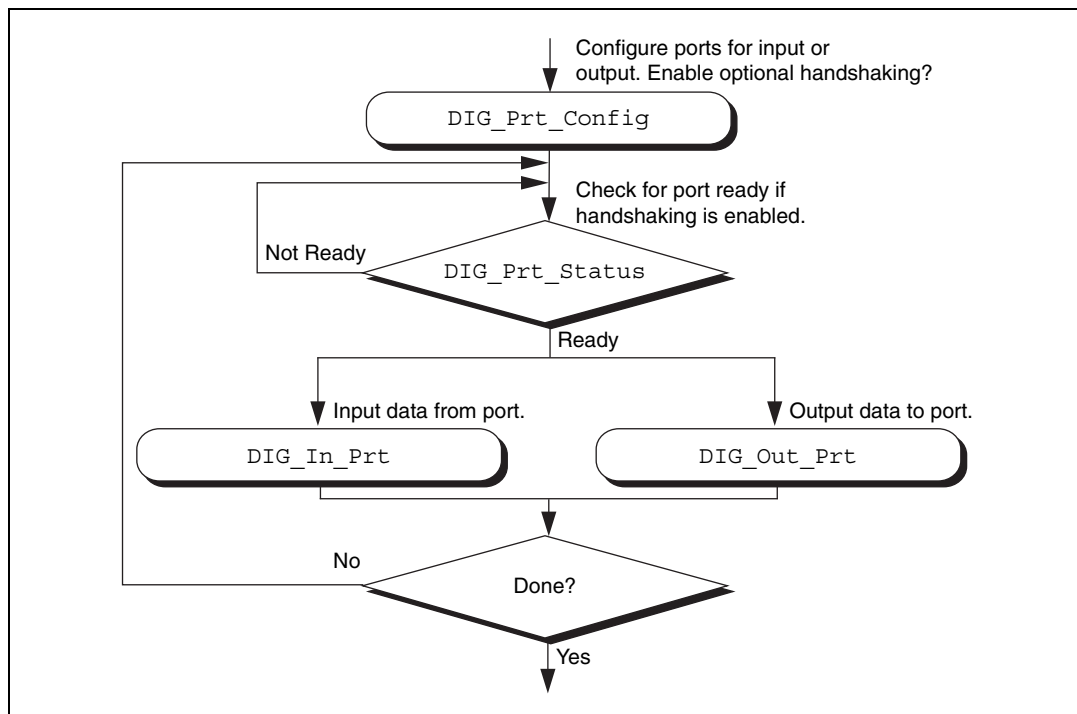 Configure ports for input or
output. Enable optional handshaking?
DIG_Prt_Config
Check for port ready if
handshaking is enabled.
Not Ready
DIG_Prt_Status
Ready
Input data from port.
Output data to port.
DIG_In_Prt
DIG_Out_Prt
No
Done?
Yes